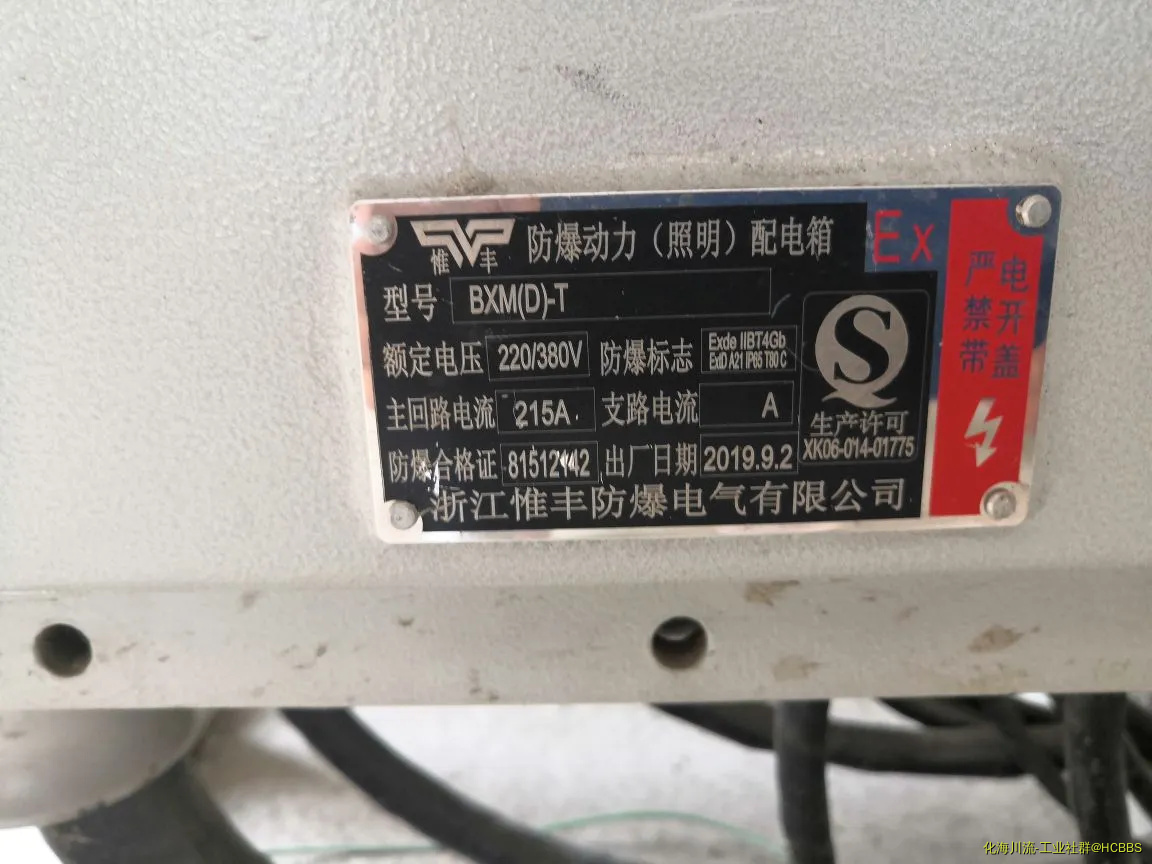 惟丰 防爆动力（照明）配电箱 Ex
型号 BXM(D)-T
额定电压 220/380V 防爆标志 Exde IIBT4Gb
ExtD A21 IP65 T80 C
主回路电流 215A 支路电流 A
防爆合格证 出厂日期 2019.9.2
浙江惟丰防爆电气有限公司
S
生产许可
XK06-014-01775
严禁带
电开盖
化海川流-工业社群@HCBBS